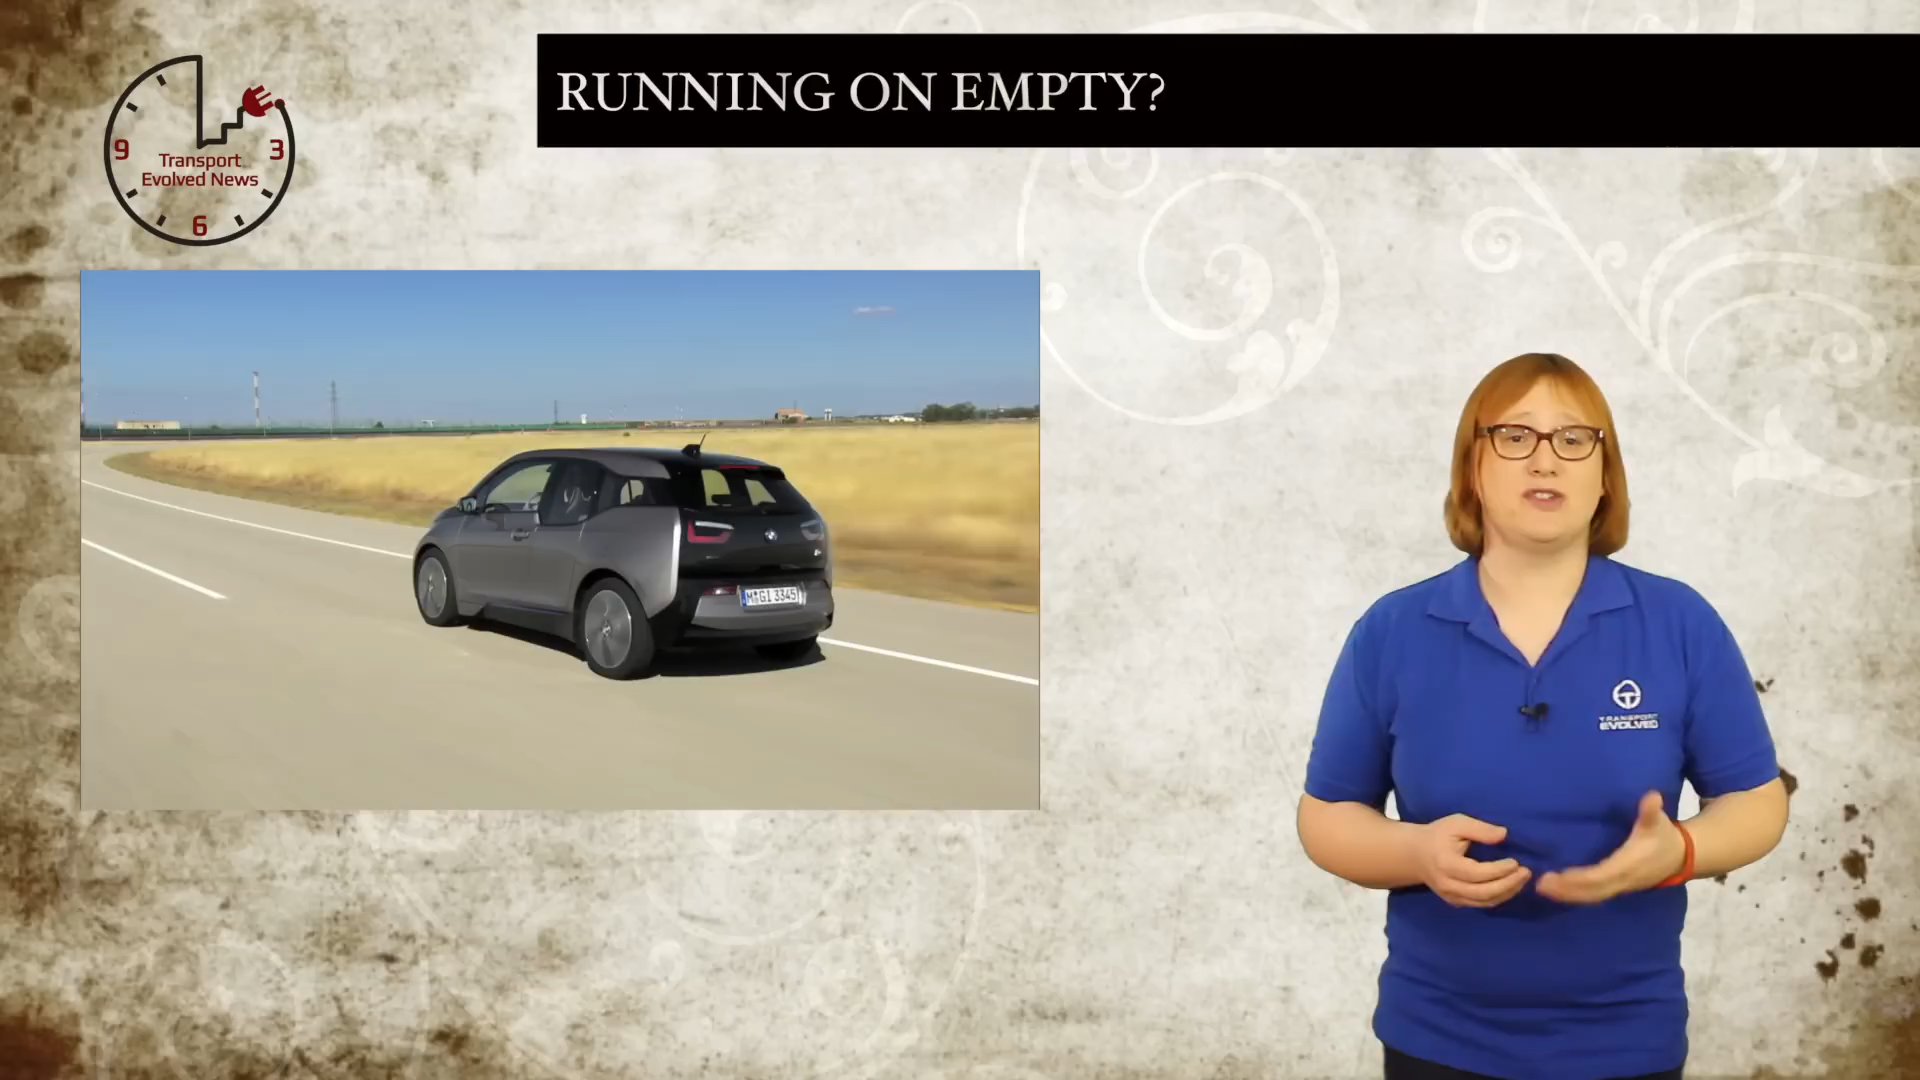 RUNNING ON EMPTY?
9
3
Transport
Evolved News
6
M GI 3345
TRANSPORT
EVOLVED